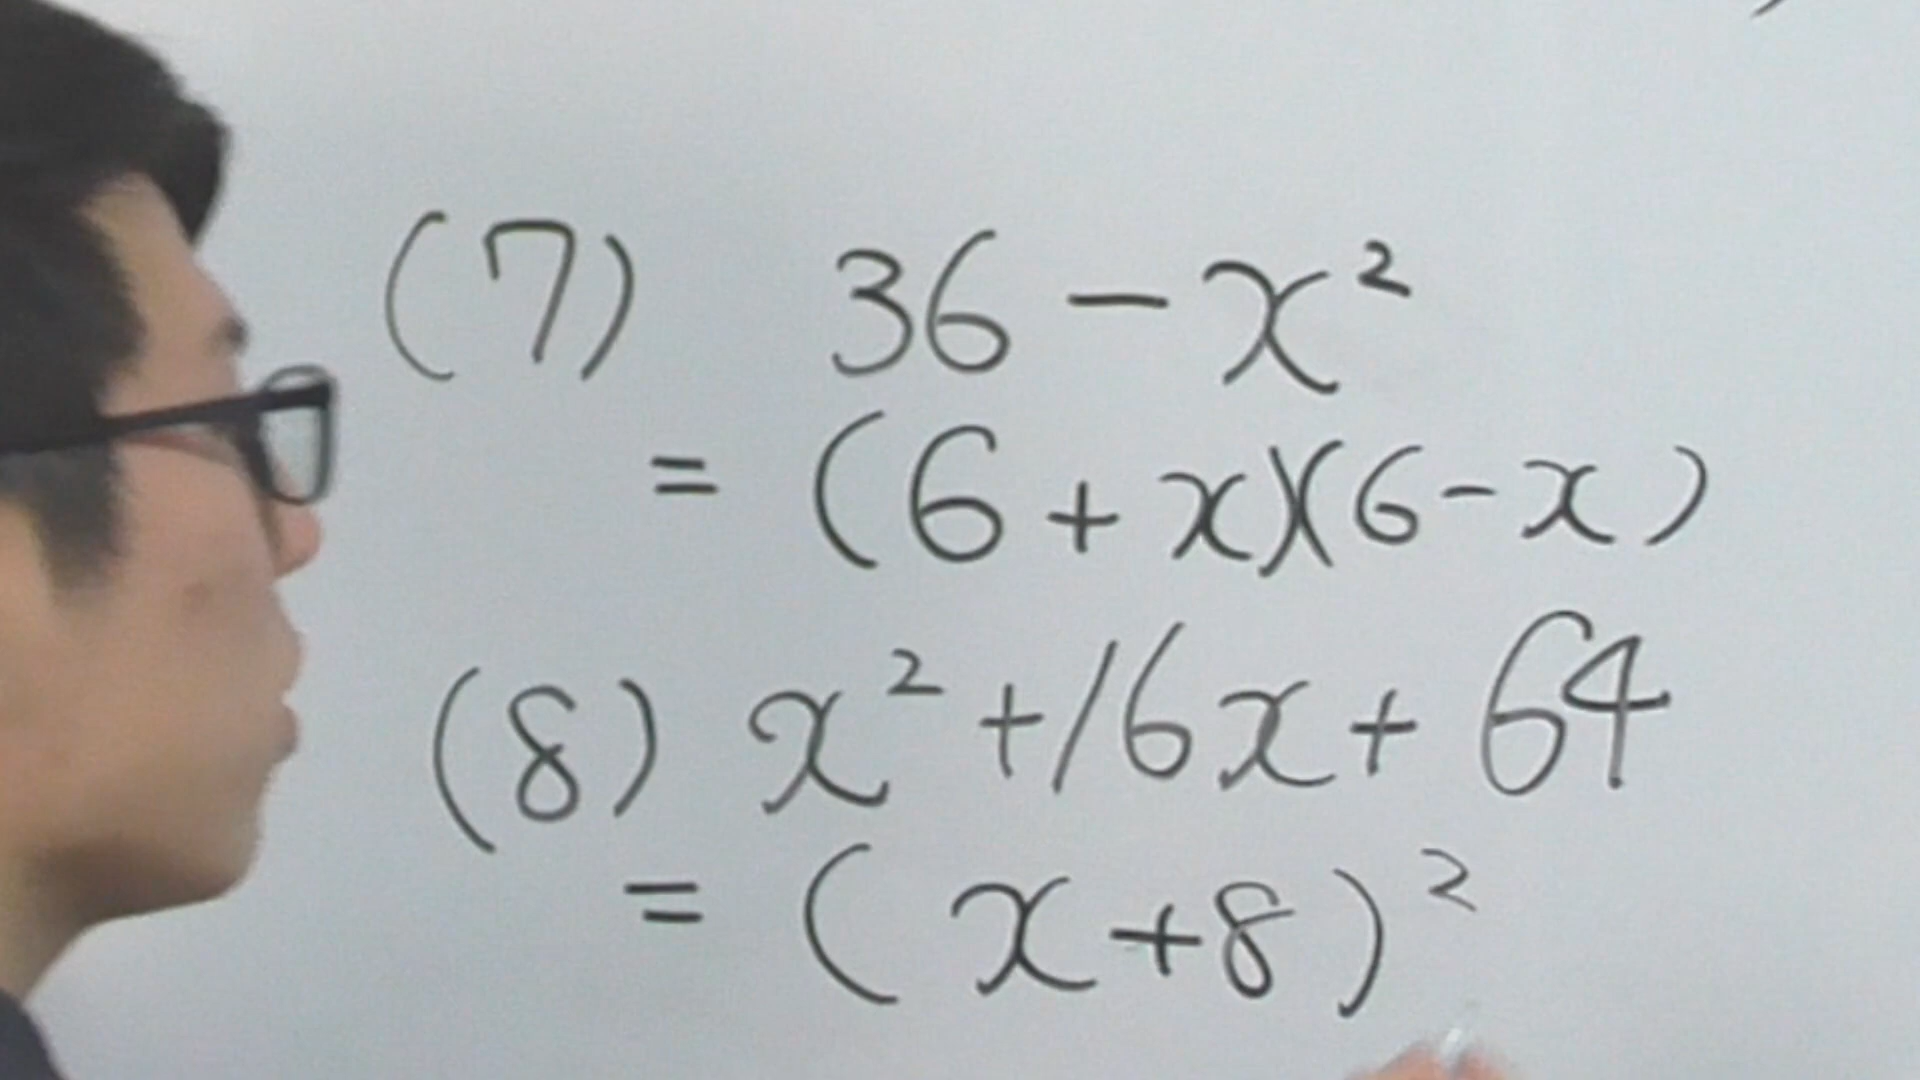 (7) 36 - x²
= (6 + x)(6 - x)
(8) x² + 16x + 64
= (x + 8)²